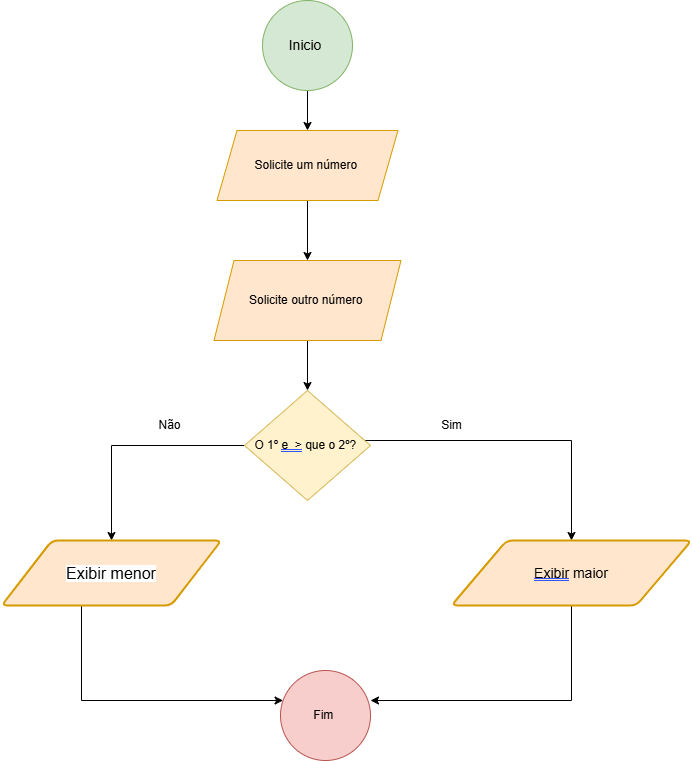 Inicio
Solicite um número
Solicite outro número
Não
Sim
O 1º e > que o 2º?
Exibir menor
Exibir maior
Fim